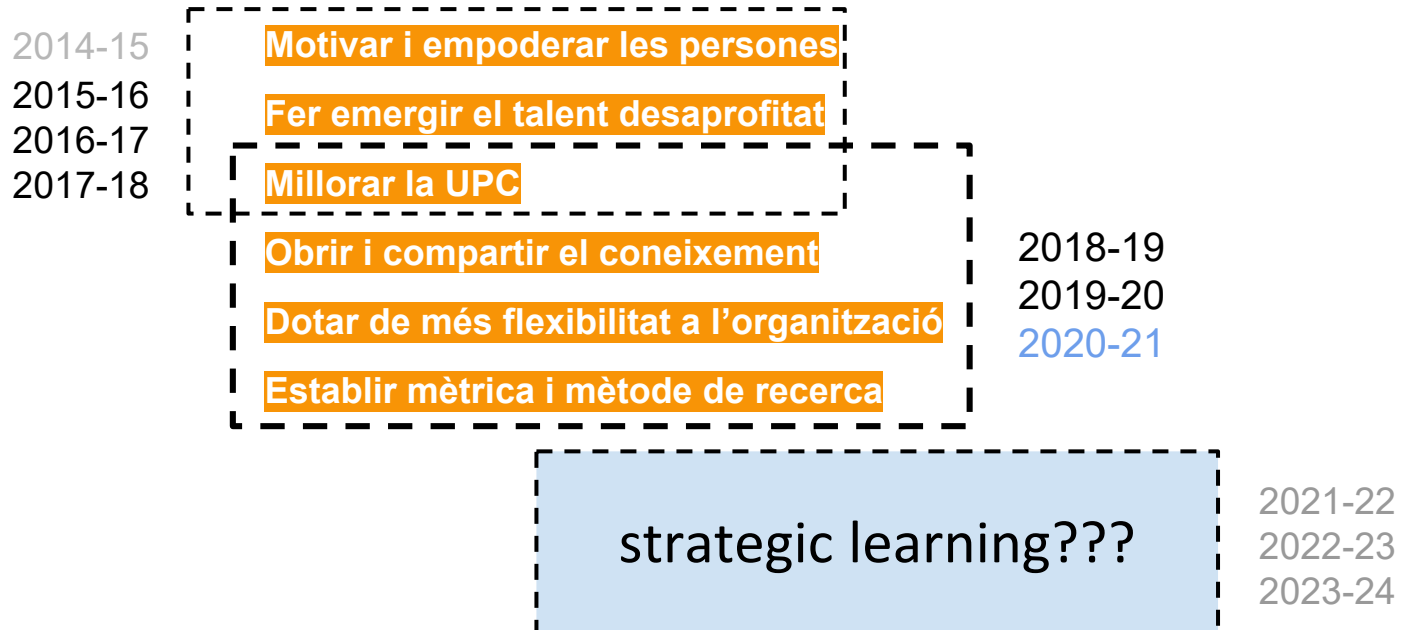 2014-15
2015-16
2016-17
2017-18
Motivar i empoderar les persones
Fer emergir el talent desaprofitat
Millorar la UPC
Obrir i compartir el coneixement
Dotar de més flexibilitat a l’organització
Establir mètrica i mètode de recerca
2018-19
2019-20
2020-21
strategic learning???
2021-22
2022-23
2023-24